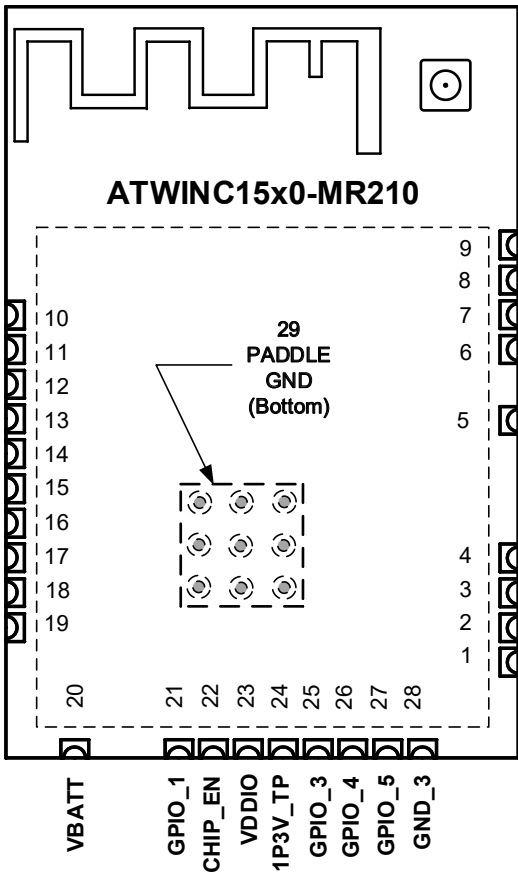 ATWINC15x0-MR210
9
8
10
7
11
6
29
PADDLE
GND
(Bottom)
12
13
5
14
15
16
17
4
18
3
19
2
1
20
21
22
23
24
25
26
27
28
VBATT
GPIO_1
CHIP_EN
VDDIO
1P3V_TP
GPIO_3
GPIO_4
GPIO_5
GND_3